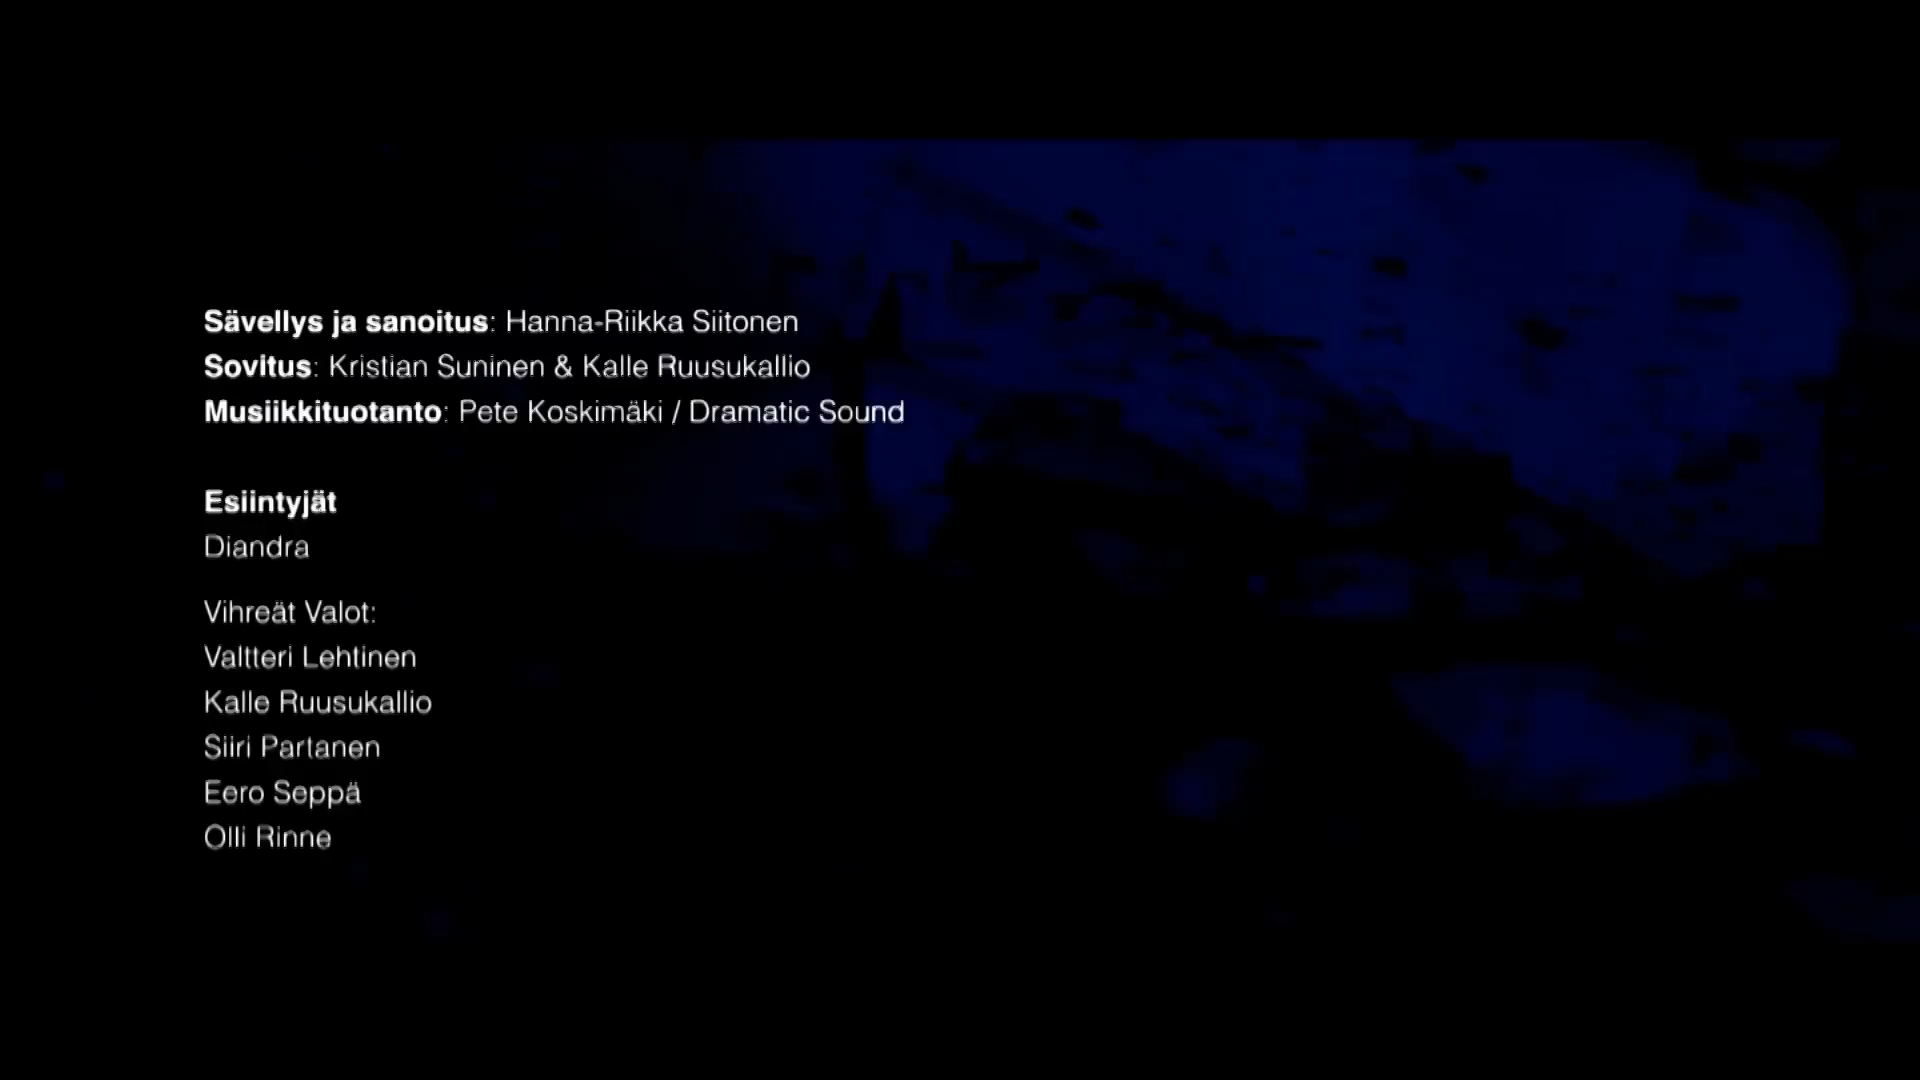 Sävellys ja sanoitus: Hanna-Riikka Siitonen
Sovitus: Kristian Suninen & Kalle Ruusukallio
Musiikkituotanto: Pete Koskimäki / Dramatic Sound
Esiintyjät
Diandra
Vihreät Valot:
Valtteri Lehtinen
Kalle Ruusukallio
Siiri Partanen
Eero Seppä
Olli Rinne